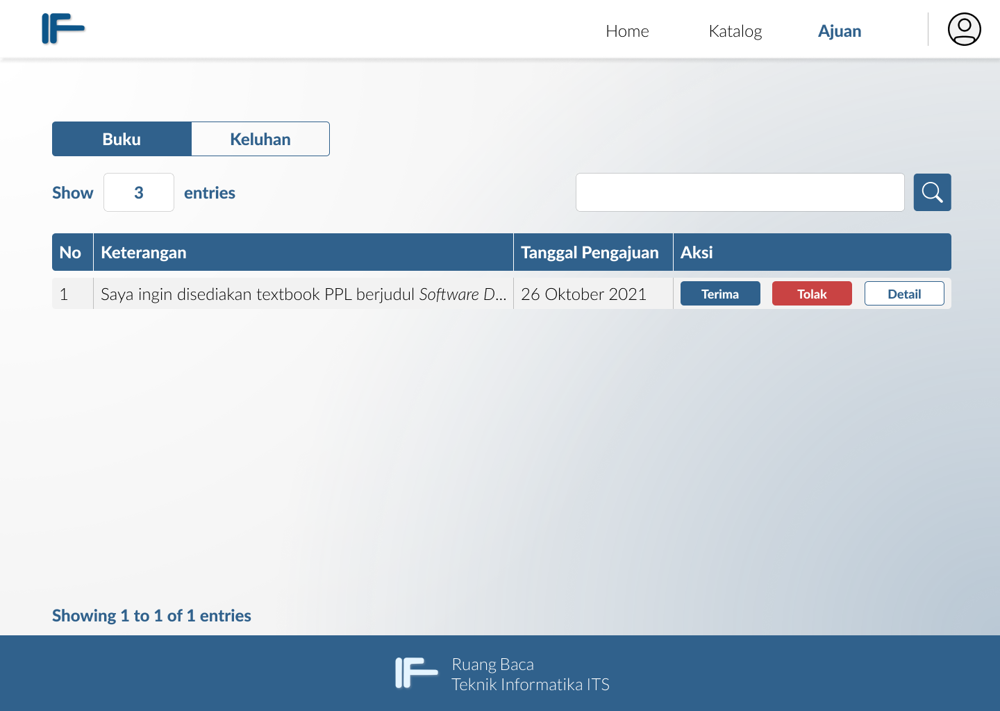 IF
Home Katalog Ajuan
Buku Keluhan
Show 3 entries
No Keterangan Tanggal Pengajuan Aksi
1 Saya ingin disediakan textbook PPL berjudul Software D... 26 Oktober 2021 Terima Tolak Detail
Showing 1 to 1 of 1 entries
IF
Ruang Baca
Teknik Informatika ITS